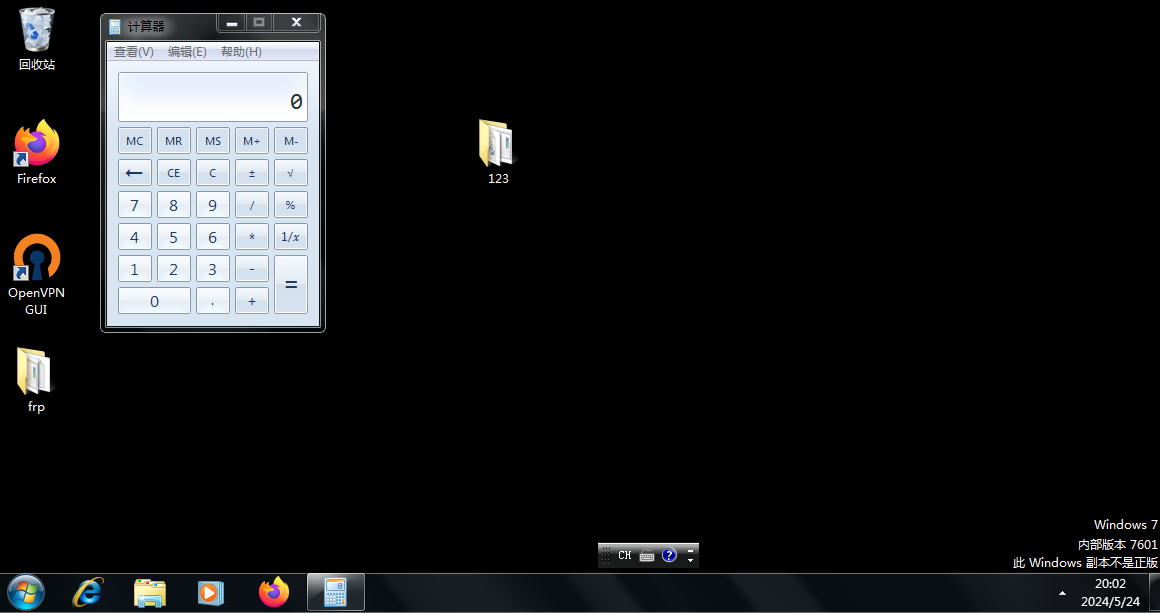 回收站
Firefox
OpenVPN
GUI
frp
计算器
查看(V) 编辑(E) 帮助(H)
0
MC MR MS M+ M-
← CE C ± √
7 8 9 / %
4 5 6 * 1/x
1 2 3 - =
0 . +
123
CH
Windows 7
内部版本 7601
此 Windows 副本不是正版
20:02
2024/5/24